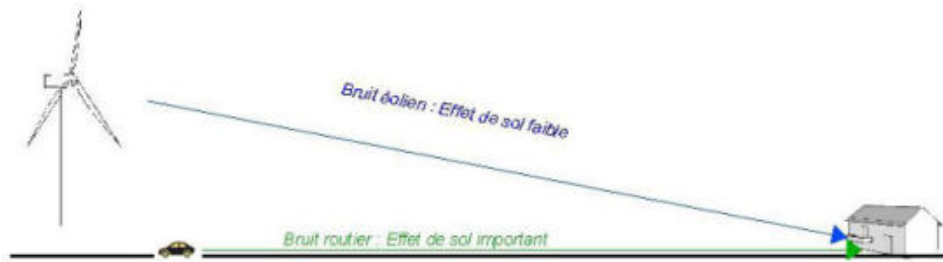 Bruit éolien : Effet de sol faible
Bruit routier : Effet de sol important